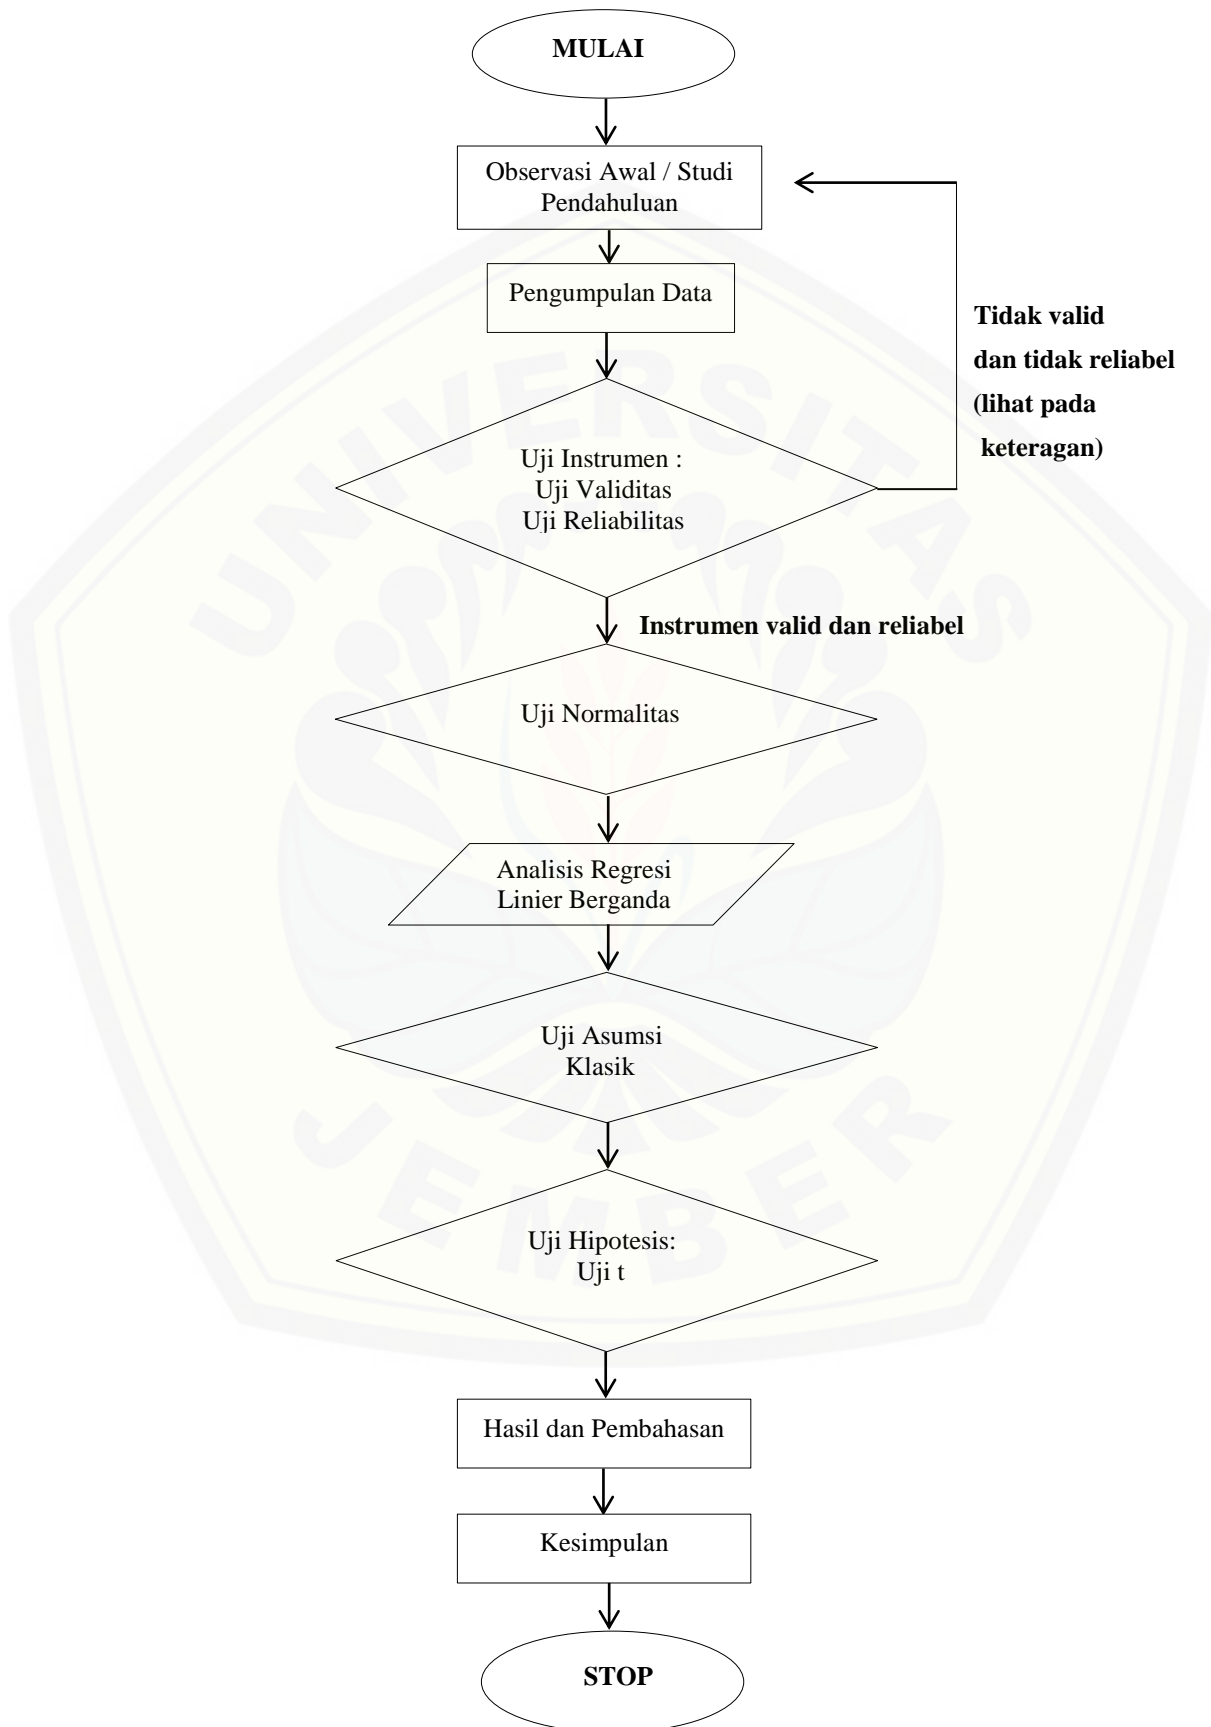 MULAI
Observasi Awal / Studi
Pendahuluan
Pengumpulan Data
Tidak valid
dan tidak reliabel
(lihat pada
keteragan)
Uji Instrumen :
Uji Validitas
Uji Reliabilitas
Instrumen valid dan reliabel
Uji Normalitas
Analisis Regresi
Linier Berganda
Uji Asumsi
Klasik
Uji Hipotesis:
Uji t
Hasil dan Pembahasan
Kesimpulan
STOP
UNIVERSITAS
JEMBER